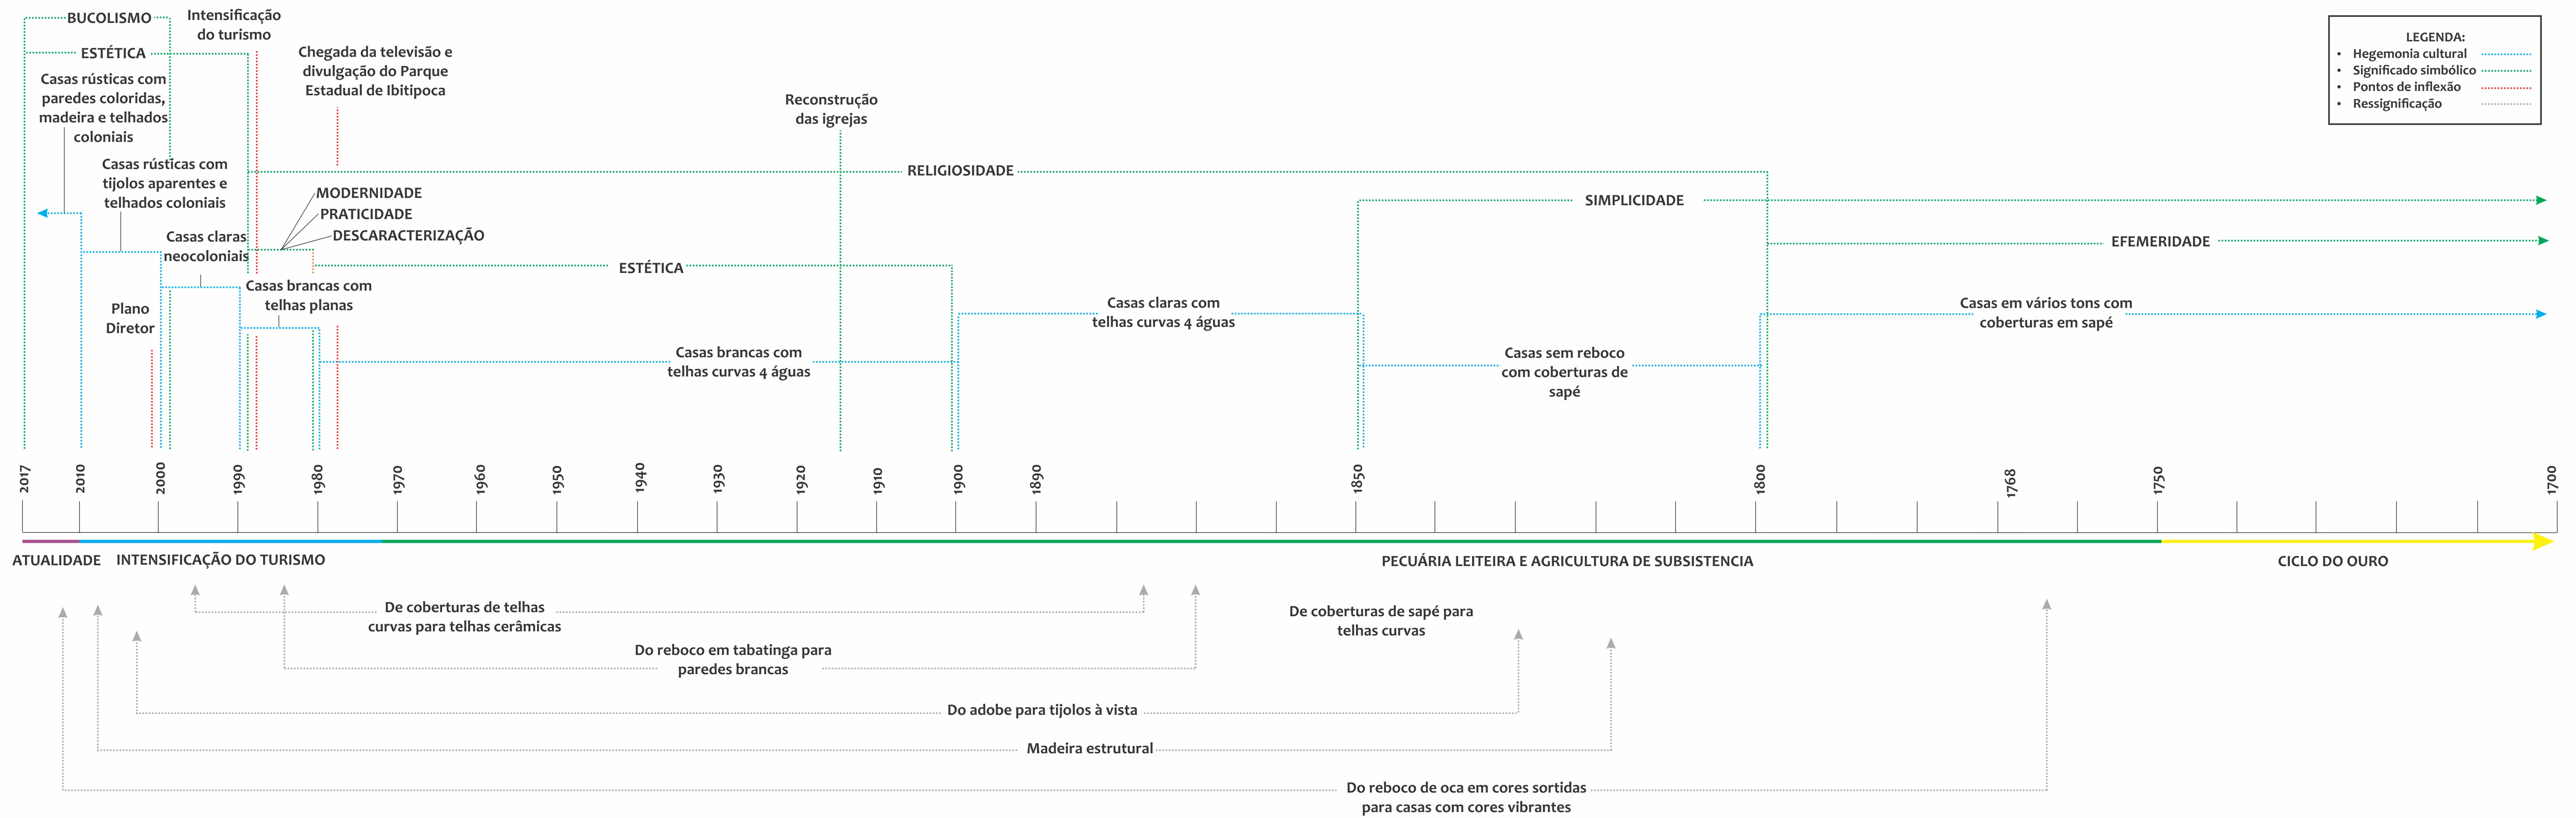 BUCOLISMO
ESTÉTICA
Casas rústicas com
paredes coloridas,
madeira e telhados
coloniais
Intensificação
do turismo
Chegada da televisão e
divulgação do Parque
Estadual de Ibitipoca
Reconstrução
das igrejas
LEGENDA:
• Hegemonia cultural
• Significado simbólico
• Pontos de inflexão
• Ressignificação
Casas rústicas com
tijolos aparentes e
telhados coloniais
RELIGIOSIDADE
MODERNIDADE
PRATICIDADE
DESCARACTERIZAÇÃO
SIMPLICIDADE
Casas claras
neocoloniais
EFEMERIDADE
ESTÉTICA
Casas brancas com
telhas planas
Plano
Diretor
Casas claras com
telhas curvas 4 águas
Casas em vários tons com
coberturas em sapé
Casas brancas com
telhas curvas 4 águas
Casas sem reboco
com coberturas de
sapé
2017
2010
2000
1990
1980
1970
1960
1950
1940
1930
1920
1910
1900
1890
1850
1800
1768
1750
1700
ATUALIDADE
INTENSIFICAÇÃO DO TURISMO
PECUÁRIA LEITEIRA E AGRICULTURA DE SUBSISTENCIA
CICLO DO OURO
De coberturas de telhas
curvas para telhas cerâmicas
De coberturas de sapé para
telhas curvas
Do reboco em tabatinga para
paredes brancas
Do adobe para tijolos à vista
Madeira estrutural
Do reboco de oca em cores sortidas
para casas com cores vibrantes